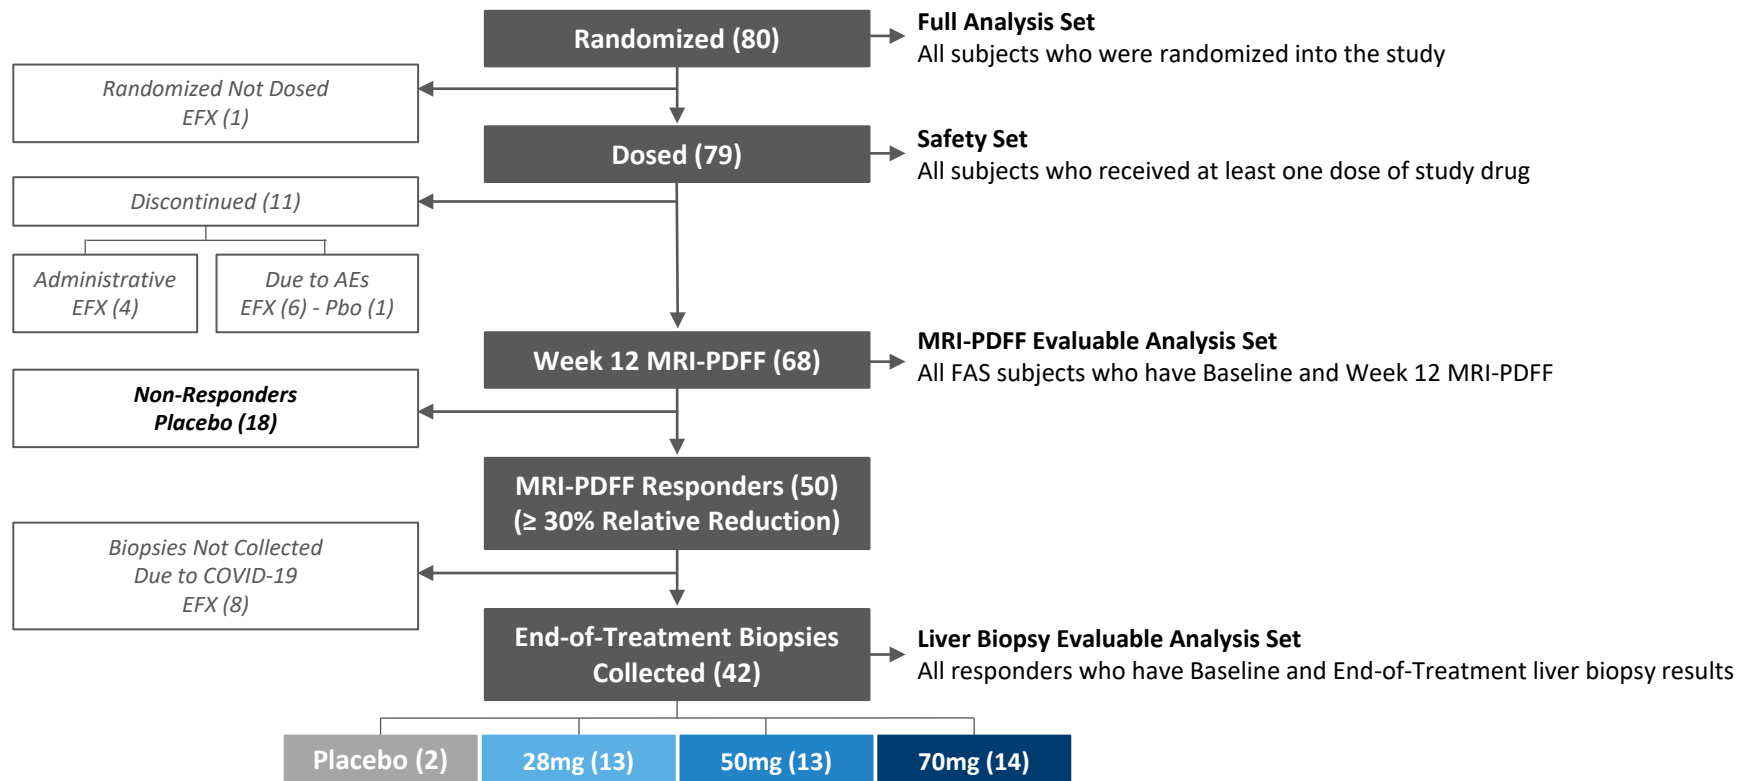 Randomized (80)
Full Analysis Set
All subjects who were randomized into the study
Randomized Not Dosed
EFX (1)
Dosed (79)
Safety Set
All subjects who received at least one dose of study drug
Discontinued (11)
Administrative
EFX (4)
Due to AEs
EFX (6) - Pbo (1)
Week 12 MRI-PDFF (68)
MRI-PDFF Evaluable Analysis Set
All FAS subjects who have Baseline and Week 12 MRI-PDFF
Non-Responders
Placebo (18)
MRI-PDFF Responders (50)
(≥ 30% Relative Reduction)
Biopsies Not Collected
Due to COVID-19
EFX (8)
End-of-Treatment Biopsies
Collected (42)
Liver Biopsy Evaluable Analysis Set
All responders who have Baseline and End-of-Treatment liver biopsy results
Placebo (2)
28mg (13)
50mg (13)
70mg (14)